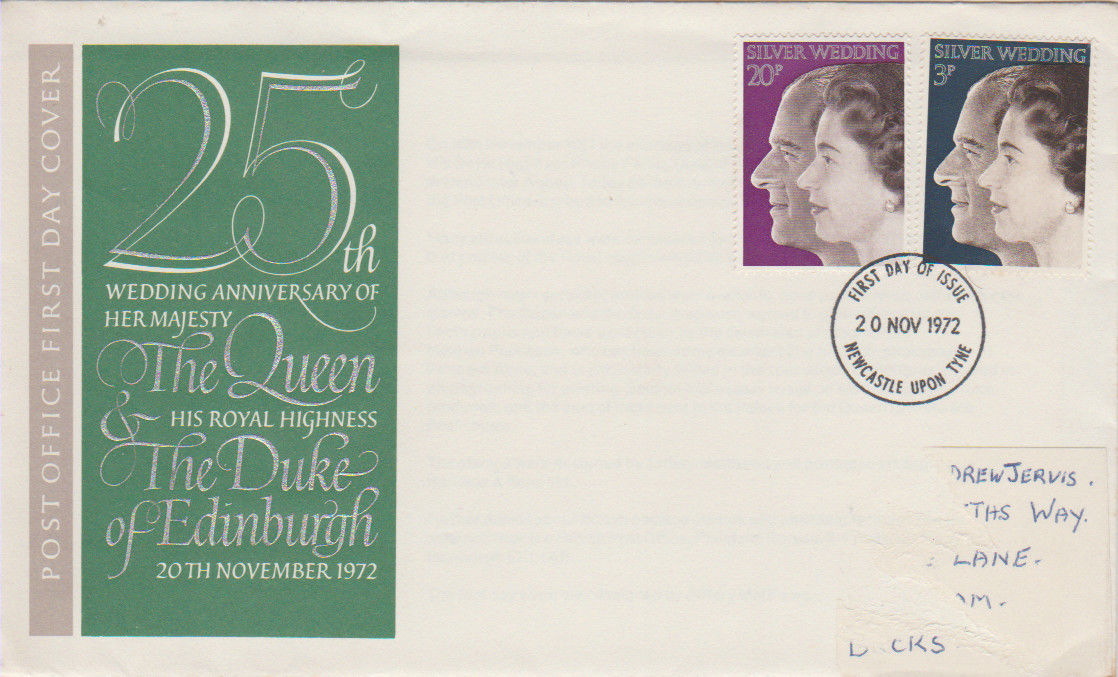 POST OFFICE FIRST DAY COVER
25th
WEDDING ANNIVERSARY OF
HER MAJESTY
The Queen
& HIS ROYAL HIGHNESS
The Duke
of Edinburgh
20TH NOVEMBER 1972
SILVER WEDDING
20P
SILVER WEDDING
3P
FIRST DAY OF ISSUE
20 NOV 1972
NEWCASTLE UPON TYNE
DREW JERVIS.
THS WAY.
LANE.